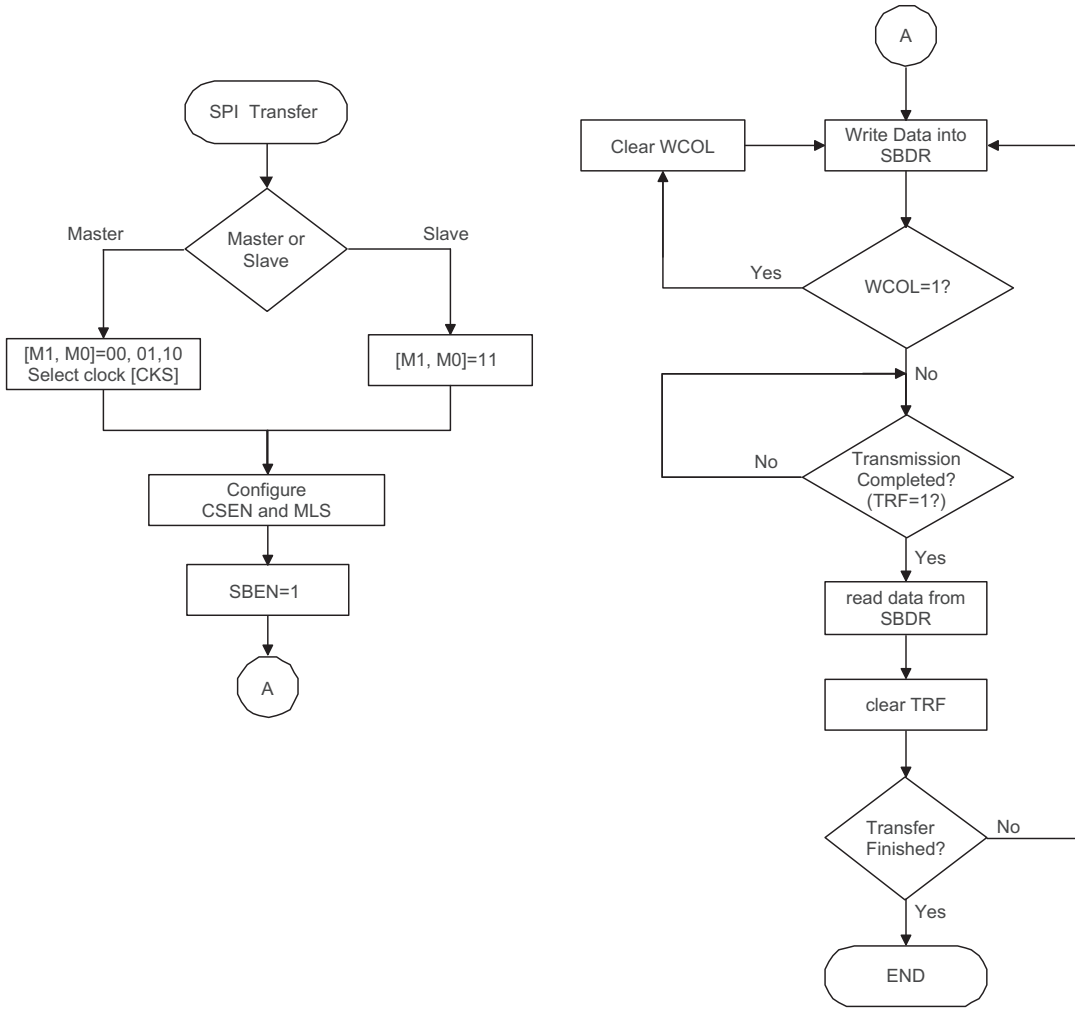 SPI Transfer
Master or
Slave
Master
Slave
[M1, M0]=00, 01,10
Select clock [CKS]
[M1, M0]=11
Configure
CSEN and MLS
SBEN=1
A
A
Clear WCOL
Write Data into
SBDR
Yes
WCOL=1?
No
No
Transmission
Completed?
(TRF=1?)
Yes
read data from
SBDR
clear TRF
Transfer
Finished?
No
Yes
END